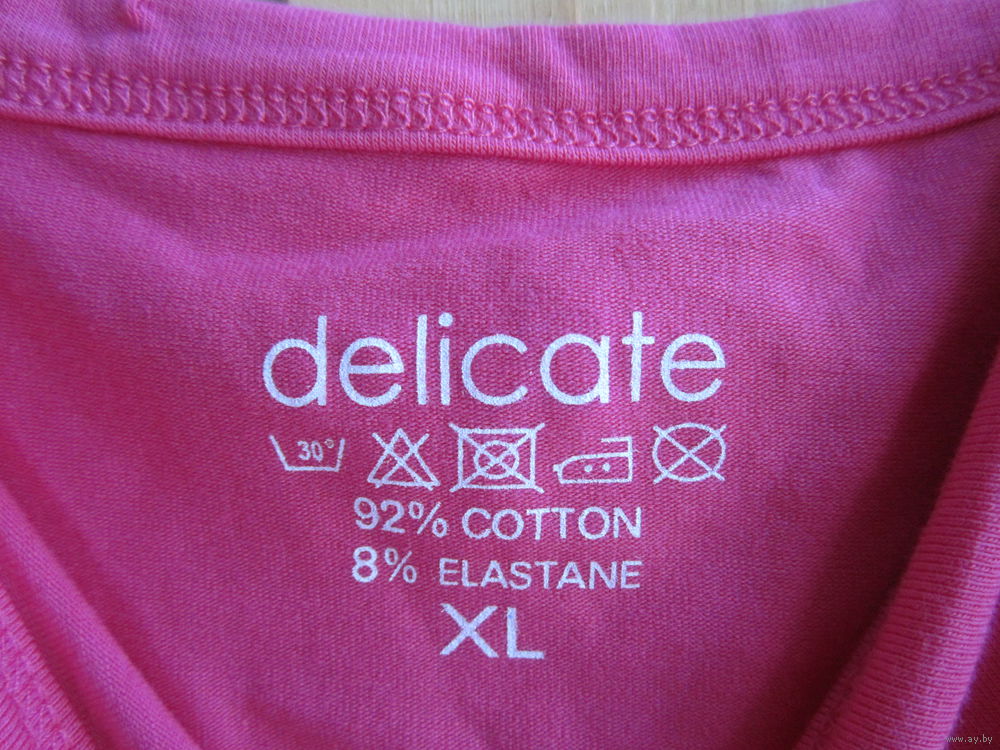 delicate
30°
92% COTTON
8% ELASTANE
XL
www.ay.by